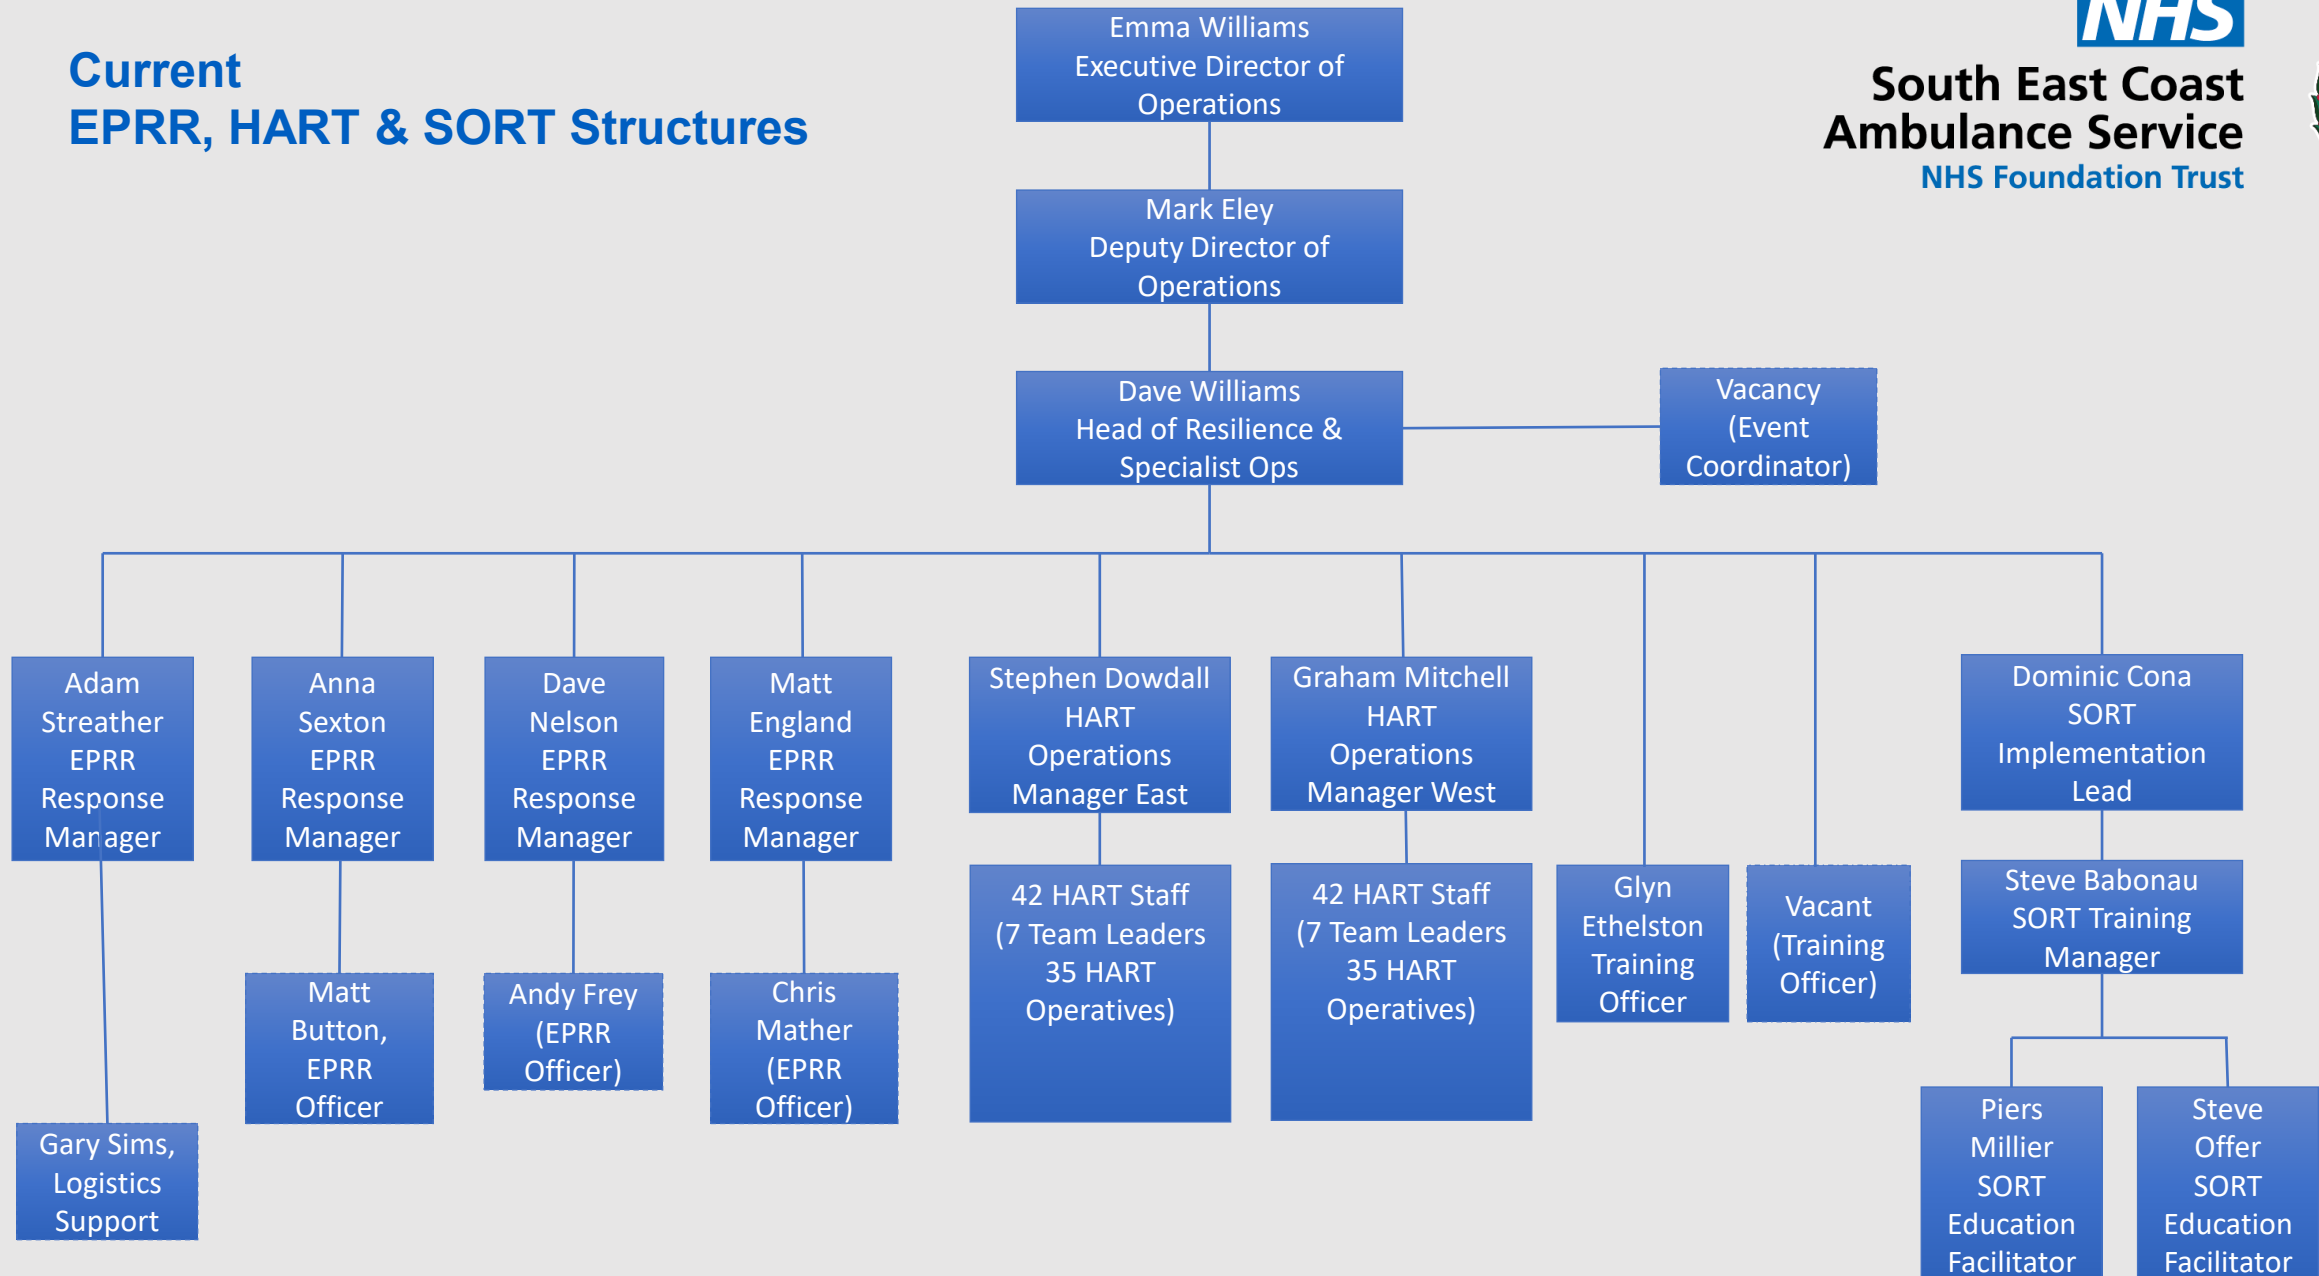 Current
EPRR, HART & SORT Structures
NHS
South East Coast
Ambulance Service
NHS Foundation Trust
Emma Williams
Executive Director of
Operations
Mark Eley
Deputy Director of
Operations
Dave Williams
Head of Resilience &
Specialist Ops
Vacancy
(Event
Coordinator)
Adam
Streather
EPRR
Response
Manager
Anna
Sexton
EPRR
Response
Manager
Dave
Nelson
EPRR
Response
Manager
Matt
England
EPRR
Response
Manager
Stephen Dowdall
HART
Operations
Manager East
Graham Mitchell
HART
Operations
Manager West
Dominic Cona
SORT
Implementation
Lead
42 HART Staff
(7 Team Leaders
35 HART
Operatives)
42 HART Staff
(7 Team Leaders
35 HART
Operatives)
Glyn
Ethelston
Training
Officer
Vacant
(Training
Officer)
Steve Babonau
SORT Training
Manager
Matt
Button,
EPRR
Officer
Andy Frey
(EPRR
Officer)
Chris
Mather
(EPRR
Officer)
Gary Sims,
Logistics
Support
Piers
Millier
SORT
Education
Facilitator
Steve
Offer
SORT
Education
Facilitator